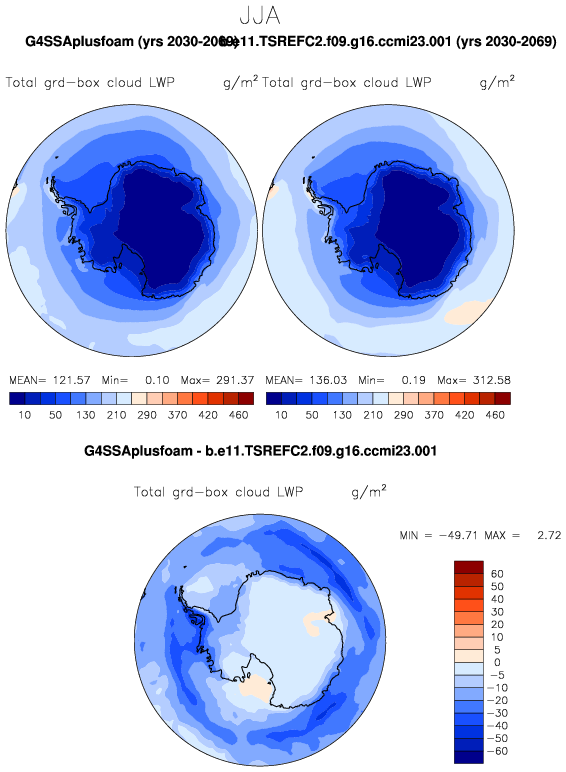 JJA
G4SSAplusfoam (yrs 2030-2069) b.e11.TSREFC2.f09.g16.ccmi23.001 (yrs 2030-2069)
Total grd-box cloud LWP g/m² Total grd-box cloud LWP g/m²
MEAN= 121.57 Min= 0.10 Max= 291.37 MEAN= 136.03 Min= 0.19 Max= 312.58
10 50 130 210 290 370 420 460 10 50 130 210 290 370 420 460
G4SSAplusfoam - b.e11.TSREFC2.f09.g16.ccmi23.001
Total grd-box cloud LWP g/m²
MIN = -49.71 MAX = 2.72
60
50
40
30
20
10
5
0
-5
-10
-20
-30
-40
-50
-60